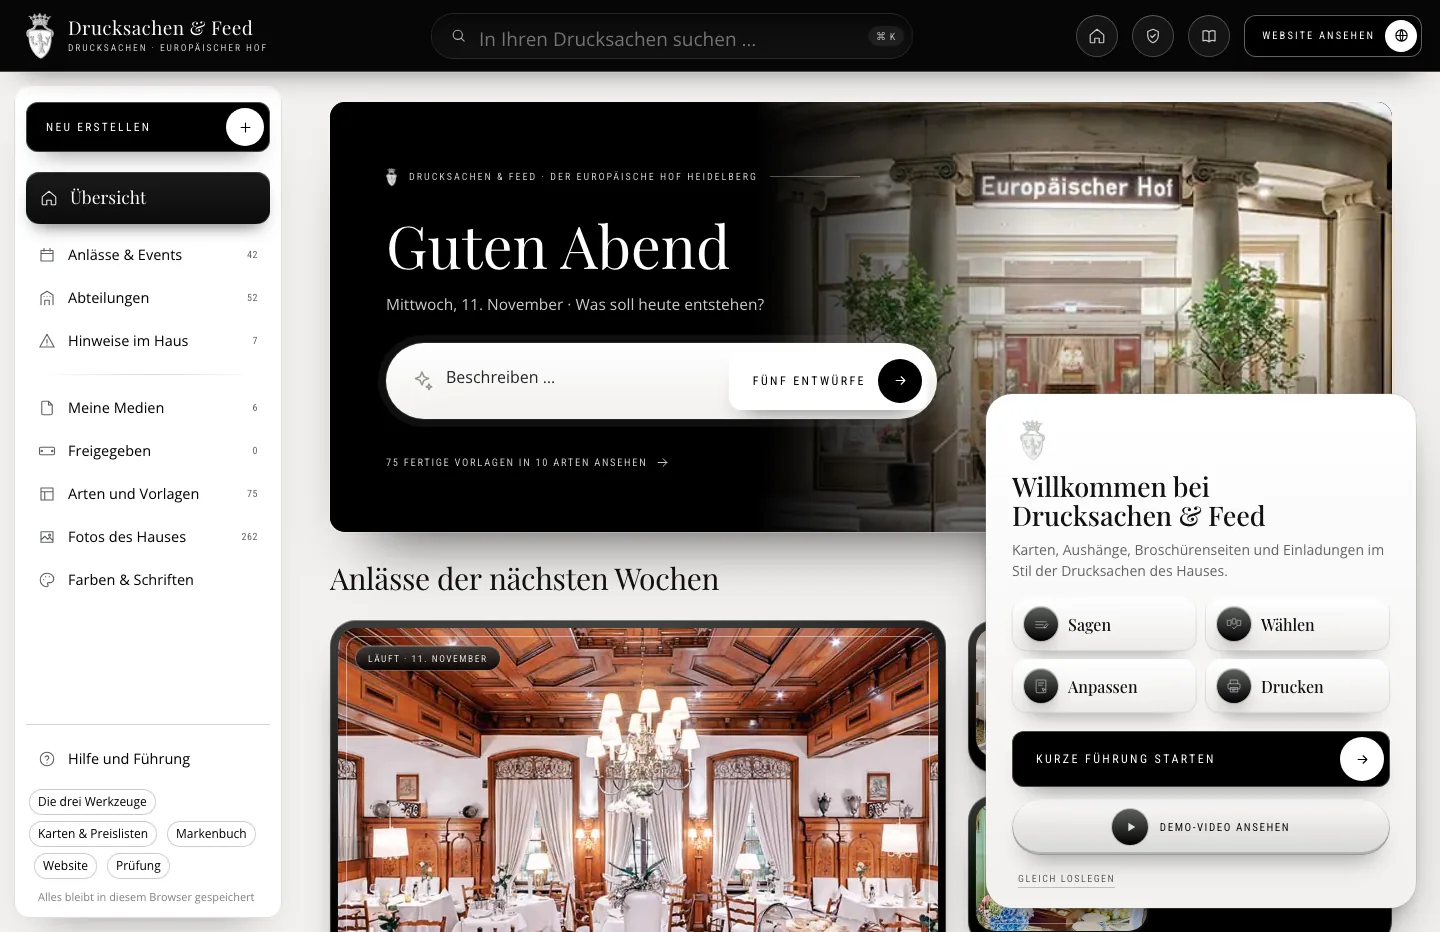 Drucksachen & Feed
DRUCKSACHEN · EUROPÄISCHER HOF
In Ihren Drucksachen suchen ...
⌘ K
WEBSITE ANSEHEN
NEU ERSTELLEN
Übersicht
Anlässe & Events 42
Abteilungen 52
Hinweise im Haus 7
Meine Medien 6
Freigegeben 0
Arten und Vorlagen 75
Fotos des Hauses 262
Farben & Schriften
Hilfe und Führung
Die drei Werkzeuge
Karten & Preislisten Markenbuch
Website Prüfung
Alles bleibt in diesem Browser gespeichert
DRUCKSACHEN & FEED · DER EUROPÄISCHE HOF HEIDELBERG
Europäischer Hof
Guten Abend
Mittwoch, 11. November · Was soll heute entstehen?
Beschreiben ...
FÜNF ENTWÜRFE
75 FERTIGE VORLAGEN IN 10 ARTEN ANSEHEN
Anlässe der nächsten Wochen
LÄUFT · 11. NOVEMBER
Willkommen bei
Drucksachen & Feed
Karten, Aushänge, Broschürenseiten und Einladungen im
Stil der Drucksachen des Hauses.
Sagen
Wählen
Anpassen
Drucken
KURZE FÜHRUNG STARTEN
DEMO-VIDEO ANSEHEN
GLEICH LOSLEGEN